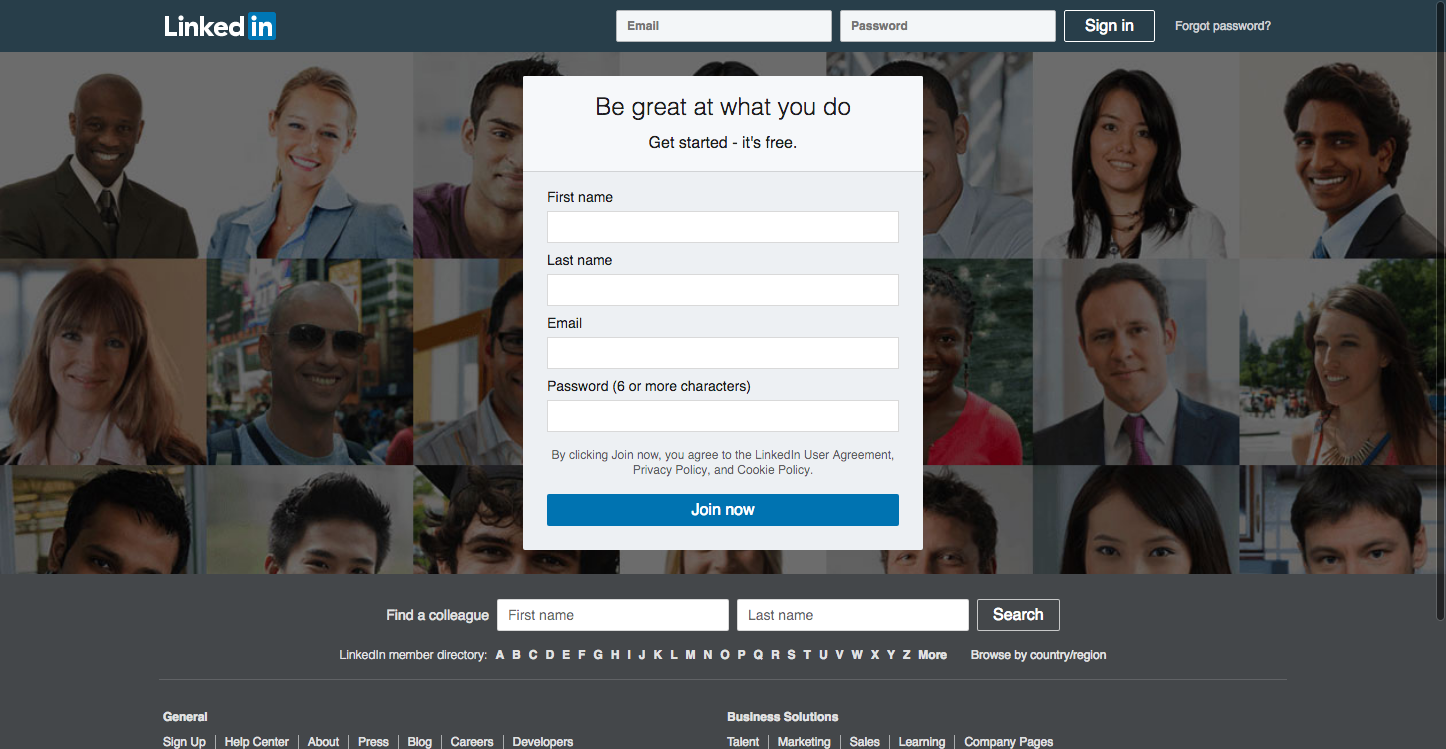 Linked in
Email Password Sign in Forgot password?
Be great at what you do
Get started - it's free.
First name
Last name
Email
Password (6 or more characters)
By clicking Join now, you agree to the LinkedIn User Agreement,
Privacy Policy, and Cookie Policy.
Join now
Find a colleague First name Last name Search
LinkedIn member directory: A B C D E F G H I J K L M N O P Q R S T U V W X Y Z More Browse by country/region
General
Sign Up Help Center About Press Blog Careers Developers
Business Solutions
Talent Marketing Sales Learning Company Pages